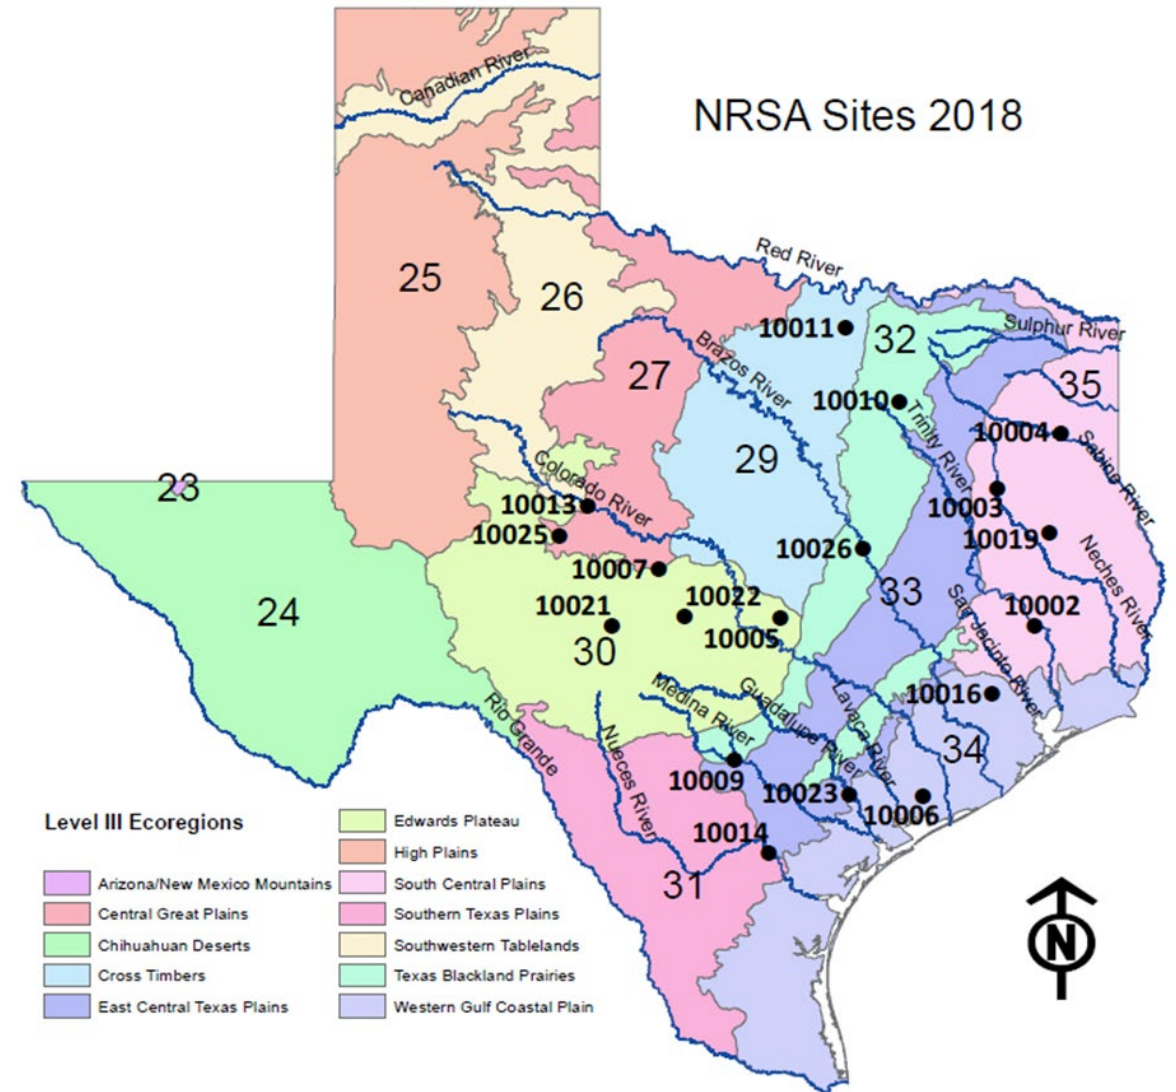 NRSA Sites 2018
Canadian River
Red River
25
26
10011
32
Sulphur River
27
Brazos River
35
10010
Trinity River
10004
Sabine River
29
23
Colorado River
10013
10003
10025
10026
10019
Neches River
10007
33
24
10021
10022
San Jacinto River
10002
10005
30
Medina River
Guadalupe River
Lavaca River
10016
Rio Grande
Nueces River
34
10009
10023
10006
10014
31
Level III Ecoregions
Arizona/New Mexico Mountains
Central Great Plains
Chihuahuan Deserts
Cross Timbers
East Central Texas Plains
Edwards Plateau
High Plains
South Central Plains
Southern Texas Plains
Southwestern Tablelands
Texas Blackland Prairies
Western Gulf Coastal Plain
N